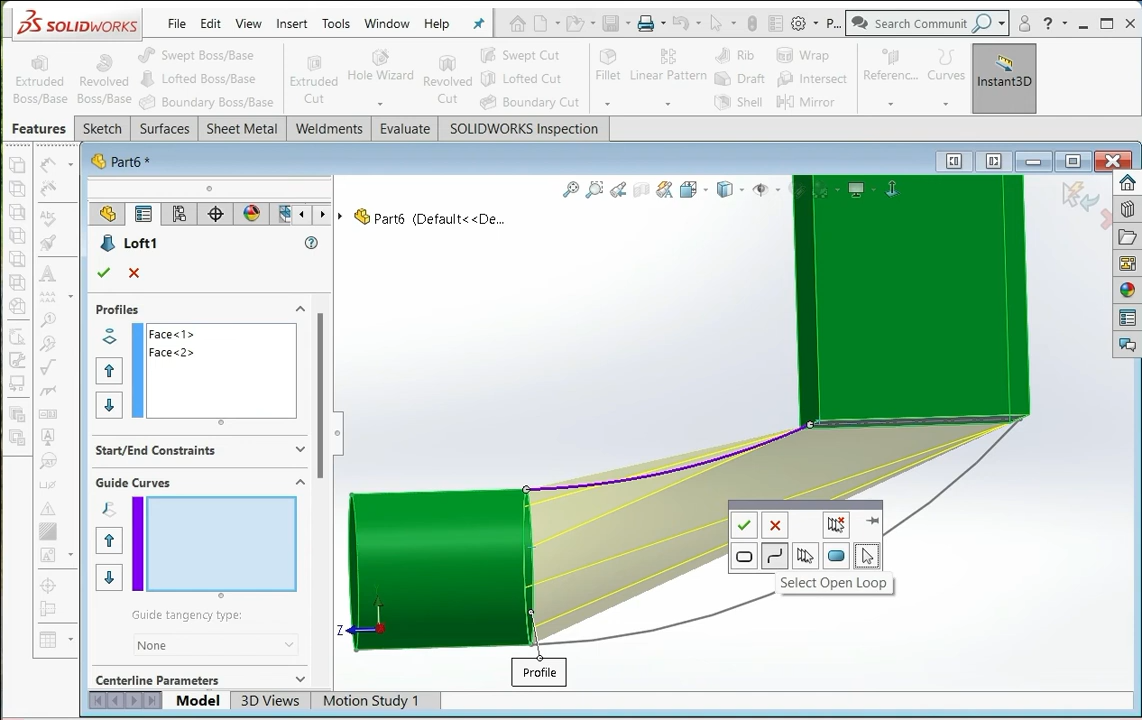 SOLIDWORKS File Edit View Insert Tools Window Help P... Search Communit ?
Extruded Boss/Base
Revolved Boss/Base
Swept Boss/Base
Lofted Boss/Base
Boundary Boss/Base
Extruded Cut
Hole Wizard
Revolved Cut
Swept Cut
Lofted Cut
Boundary Cut
Fillet
Linear Pattern
Rib
Draft
Shell
Wrap
Intersect
Mirror
Referenc...
Curves
Instant3D
Features Sketch Surfaces Sheet Metal Weldments Evaluate SOLIDWORKS Inspection
Part6 *
Part6 (Default<<De...
Loft1
Profiles
Face<1>
Face<2>
Start/End Constraints
Guide Curves
Guide tangency type:
None
Centerline Parameters
Select Open Loop
Z
Profile
Model 3D Views Motion Study 1